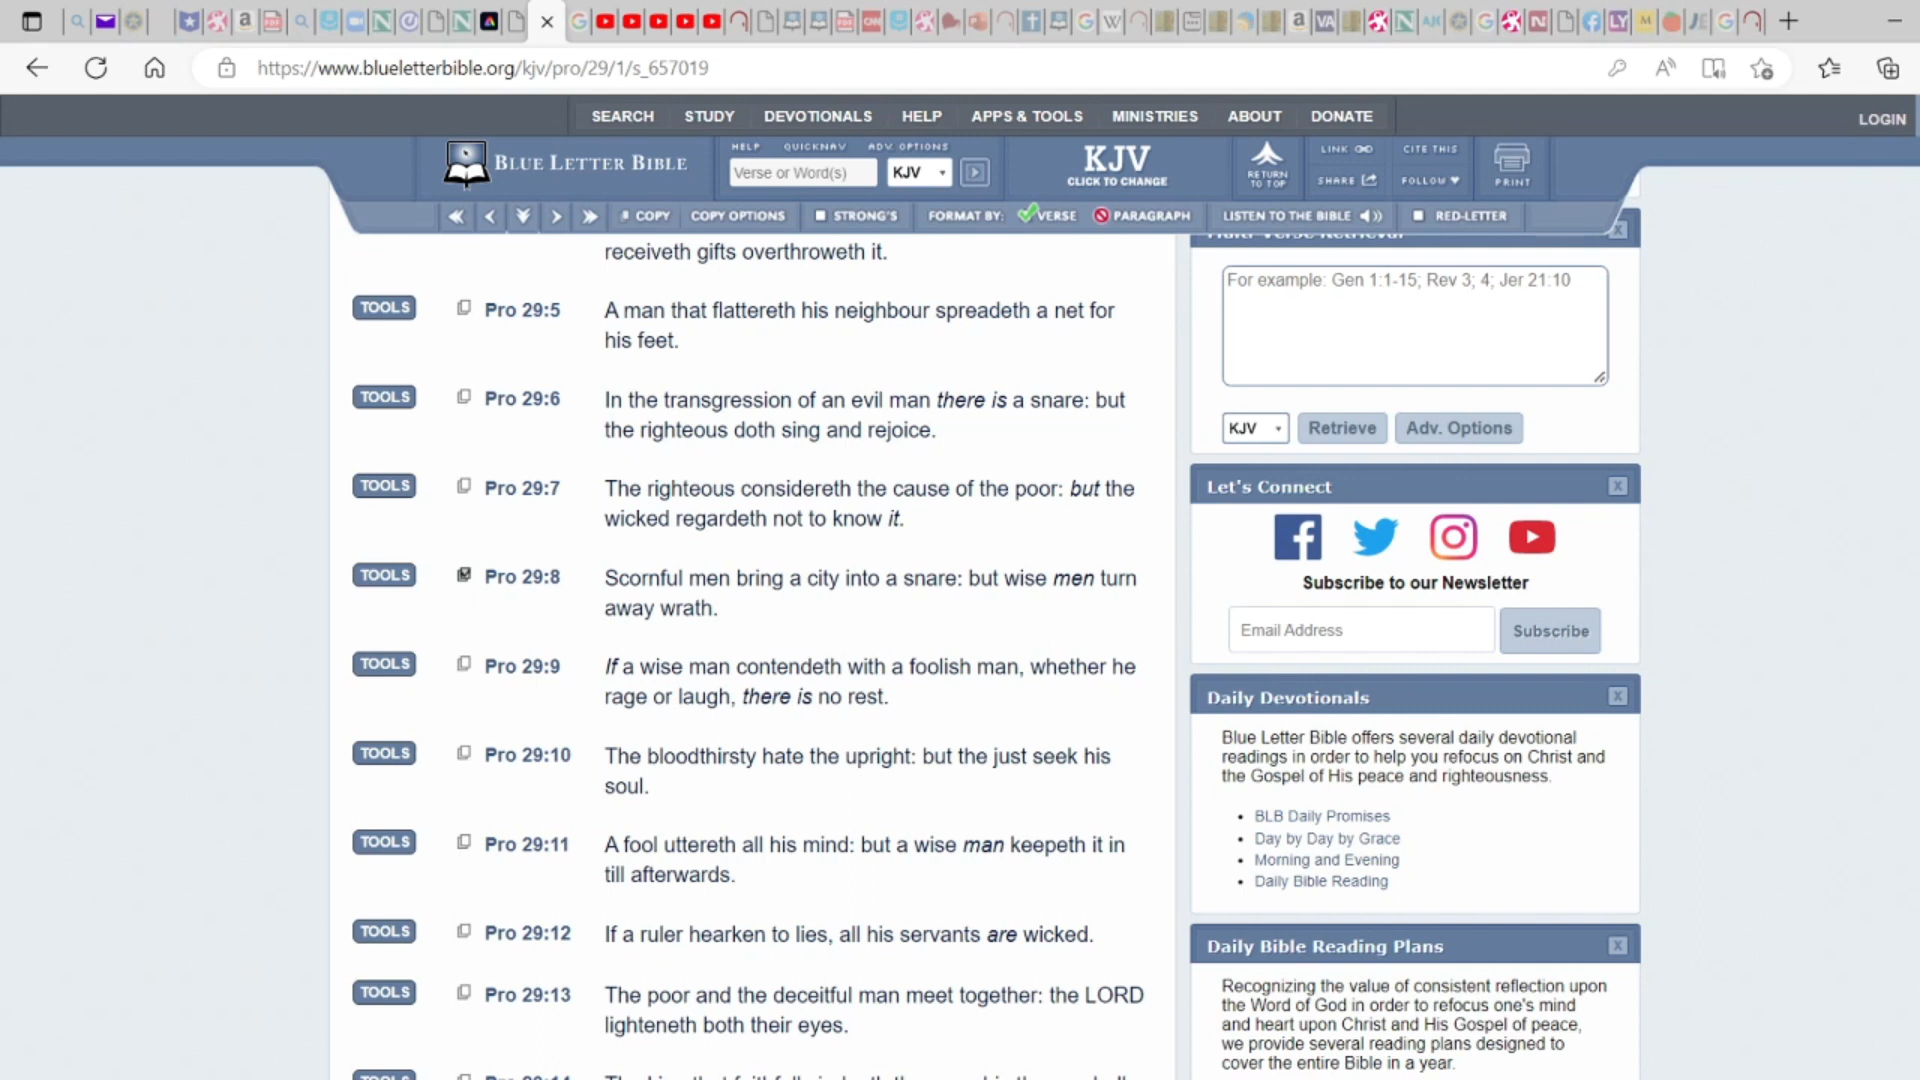 https://www.blueletterbible.org/kjv/pro/29/1/s_657019
SEARCH STUDY DEVOTIONALS HELP APPS & TOOLS MINISTRIES ABOUT DONATE
LOGIN
BLUE LETTER BIBLE
HELP QUICKNAV ADV. OPTIONS
Verse or Word(s)
KJV
KJV
CLICK TO CHANGE
RETURN
TO TOP
LINK
CITE THIS
SHARE
FOLLOW
PRINT
COPY COPY OPTIONS STRONG'S FORMAT BY: VERSE PARAGRAPH LISTEN TO THE BIBLE RED-LETTER
receiveth gifts overthroweth it.
TOOLS Pro 29:5 A man that flattereth his neighbour spreadeth a net for
his feet.
TOOLS Pro 29:6 In the transgression of an evil man there is a snare: but
the righteous doth sing and rejoice.
TOOLS Pro 29:7 The righteous considereth the cause of the poor: but the
wicked regardeth not to know it.
TOOLS Pro 29:8 Scornful men bring a city into a snare: but wise men turn
away wrath.
TOOLS Pro 29:9 If a wise man contendeth with a foolish man, whether he
rage or laugh, there is no rest.
TOOLS Pro 29:10 The bloodthirsty hate the upright: but the just seek his
soul.
TOOLS Pro 29:11 A fool uttereth all his mind: but a wise man keepeth it in
till afterwards.
TOOLS Pro 29:12 If a ruler hearken to lies, all his servants are wicked.
TOOLS Pro 29:13 The poor and the deceitful man meet together: the LORD
lighteneth both their eyes.
For example: Gen 1:1-15; Rev 3; 4; Jer 21:10
KJV Retrieve Adv. Options
Let's Connect
Subscribe to our Newsletter
Email Address Subscribe
Daily Devotionals
Blue Letter Bible offers several daily devotional
readings in order to help you refocus on Christ and
the Gospel of His peace and righteousness.
BLB Daily Promises
Day by Day by Grace
Morning and Evening
Daily Bible Reading
Daily Bible Reading Plans
Recognizing the value of consistent reflection upon
the Word of God in order to refocus one's mind
and heart upon Christ and His Gospel of peace,
we provide several reading plans designed to
cover the entire Bible in a year.